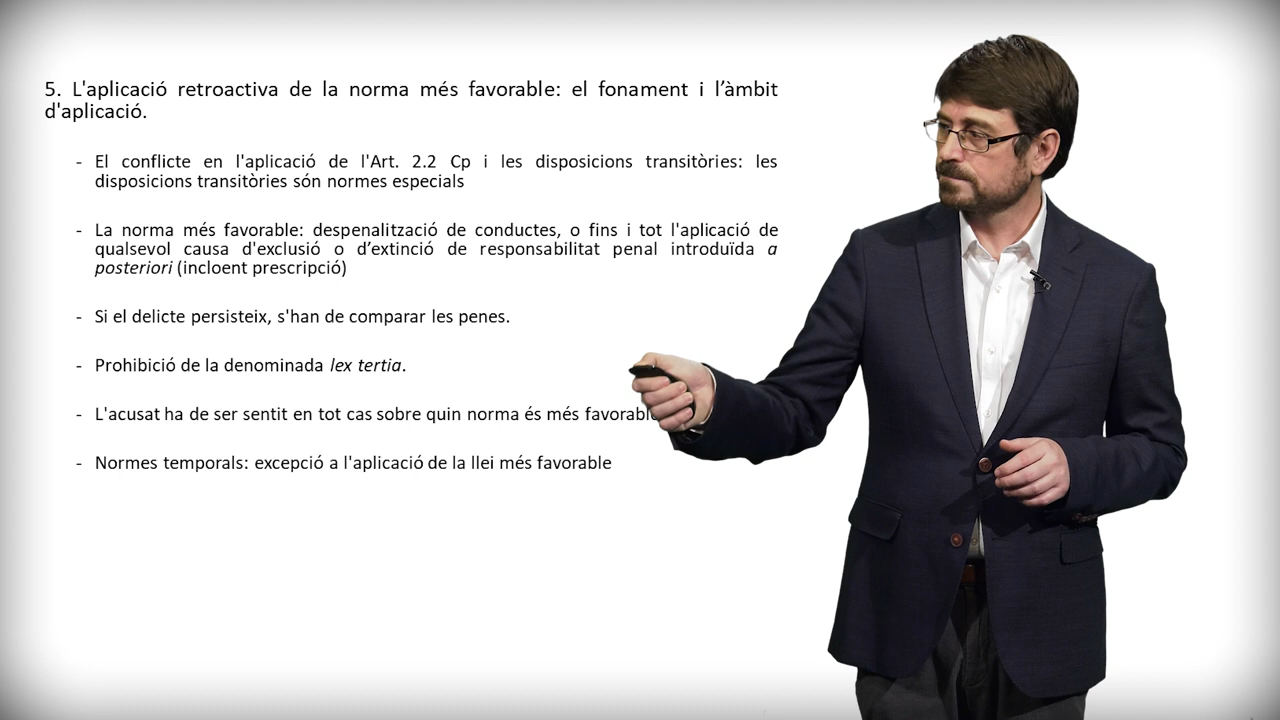 5. L'aplicació retroactiva de la norma més favorable: el fonament i l’àmbit
d'aplicació.
- El conflicte en l'aplicació de l'Art. 2.2 Cp i les disposicions transitòries: les
disposicions transitòries són normes especials
- La norma més favorable: despenalització de conductes, o fins i tot l'aplicació de
qualsevol causa d'exclusió o d’extinció de responsabilitat penal introduïda a
posteriori (incloent prescripció)
- Si el delicte persisteix, s'han de comparar les penes.
- Prohibició de la denominada lex tertia.
- L'acusat ha de ser sentit en tot cas sobre quin norma és més favorable
- Normes temporals: excepció a l'aplicació de la llei més favorable